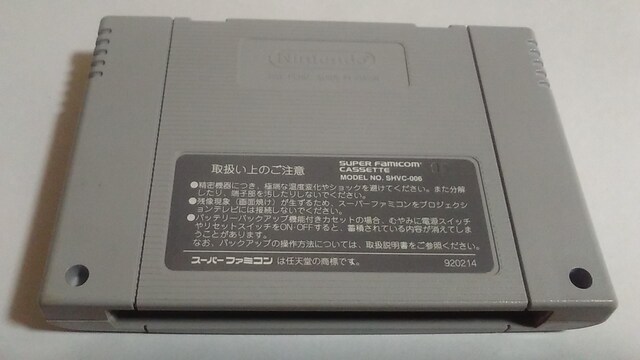 Nintendo
取扱い上のご注意
SUPER FAMICOM
CASSETTE
MODEL NO. SHVC-006
●精密機器につき、極端な温度変化やショックを避けてください。また分解
したり、端子部を汚したりしないでください。
●残像現象（画面焼け）が生ずるため、スーパーファミコンをプロジェクシ
ョンテレビには接続しないでください。
●バッテリーバックアップ機能付きカセットの場合、むやみに電源スイッチ
やリセットスイッチをON・OFFすると、蓄積されている内容が消えてしま
うことがあります。
なお、バックアップの操作方法については、取扱説明書をご参照ください。
スーパーファミコン は任天堂の商標です。
920214